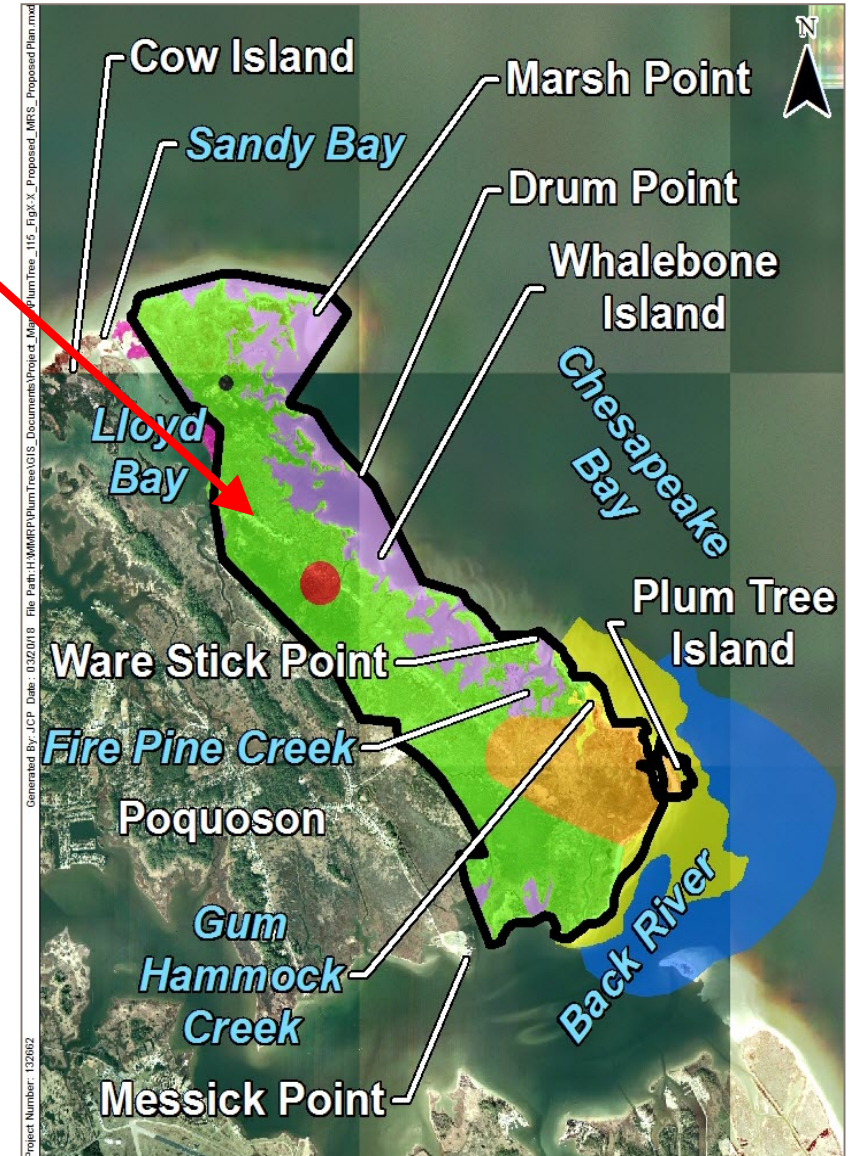 N
Cow Island
Marsh Point
Sandy Bay
Drum Point
Whalebone
Island
Chesapeake
Bay
Lloyd
Bay
Plum Tree
Island
Ware Stick Point
Fire Pine Creek
Poquoson
Gum
Hammock
Creek
Back River
Messick Point
Project Number: 132662
Generated By: JCP Date: 03/20/18 File Path: H:\MMRP\PlumTree\GIS_Documents\Project_Maps\PlumTree_115_FigX-X_Proposed_MRS_ProposedPlan.mxd